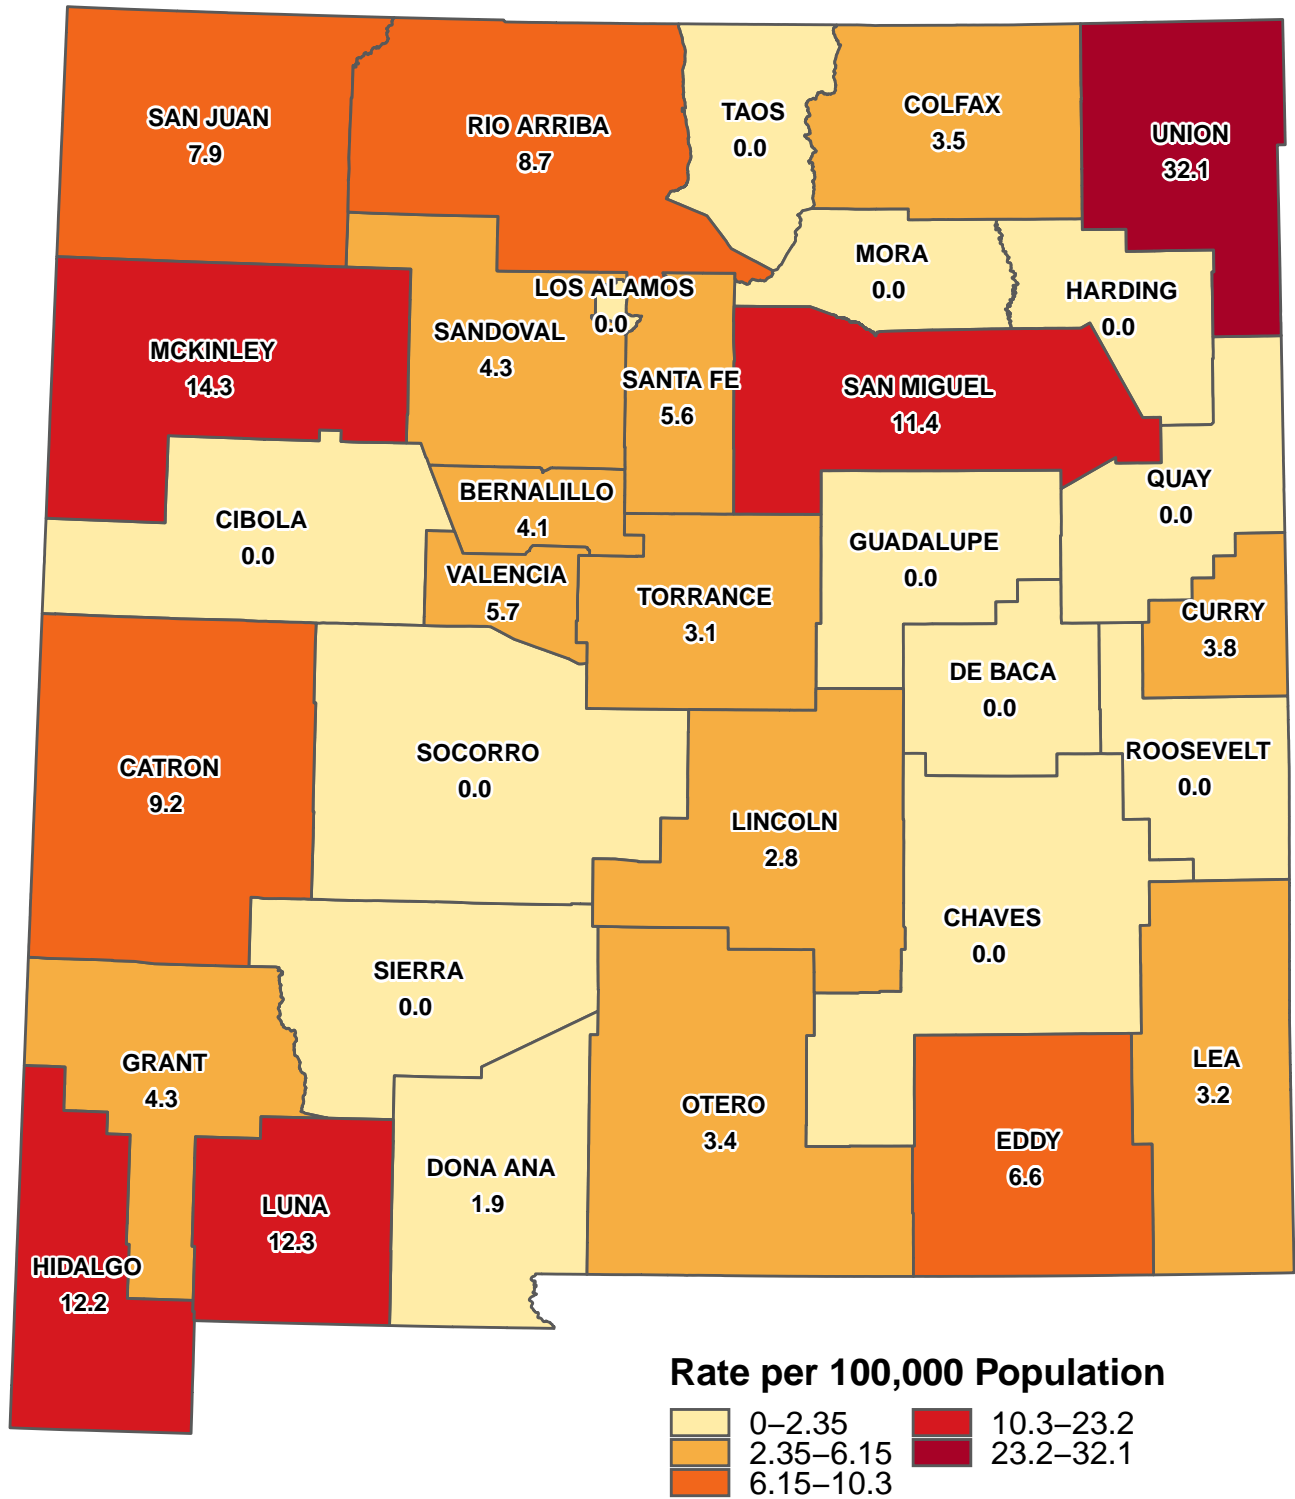 SAN JUAN
7.9
RIO ARRIBA
8.7
TAOS
0.0
COLFAX
3.5
UNION
32.1
MORA
0.0
HARDING
0.0
LOS ALAMOS
0.0
SANDOVAL
4.3
MCKINLEY
14.3
SANTA FE
5.6
SAN MIGUEL
11.4
QUAY
0.0
BERNALILLO
4.1
CIBOLA
0.0
GUADALUPE
0.0
VALENCIA
5.7
TORRANCE
3.1
CURRY
3.8
DE BACA
0.0
ROOSEVELT
0.0
SOCORRO
0.0
CATRON
9.2
LINCOLN
2.8
CHAVES
0.0
SIERRA
0.0
GRANT
4.3
LEA
3.2
OTERO
3.4
EDDY
6.6
DONA ANA
1.9
LUNA
12.3
HIDALGO
12.2
Rate per 100,000 Population
0–2.35
2.35–6.15
6.15–10.3
10.3–23.2
23.2–32.1